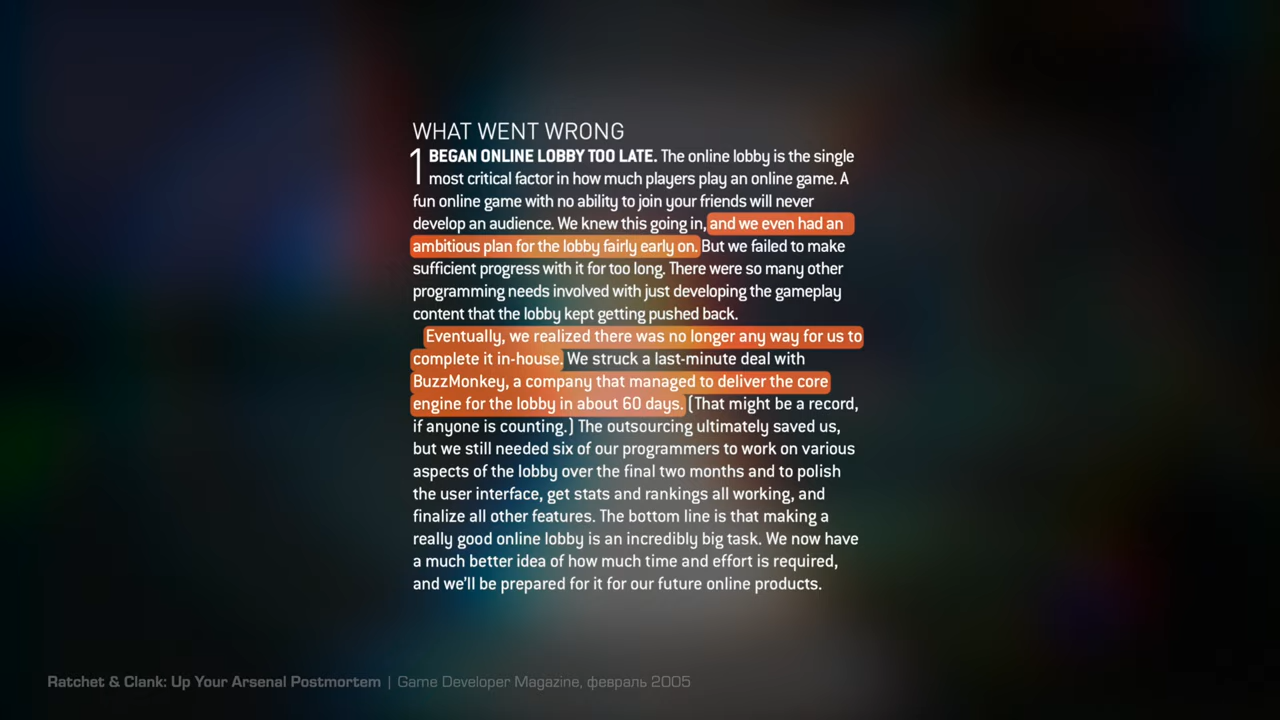 WHAT WENT WRONG
1 BEGAN ONLINE LOBBY TOO LATE. The online lobby is the single
most critical factor in how much players play an online game. A
fun online game with no ability to join your friends will never
develop an audience. We knew this going in, and we even had an
ambitious plan for the lobby fairly early on. But we failed to make
sufficient progress with it for too long. There were so many other
programming needs involved with just developing the gameplay
content that the lobby kept getting pushed back.
Eventually, we realized there was no longer any way for us to
complete it in-house. We struck a last-minute deal with
BuzzMonkey, a company that managed to deliver the core
engine for the lobby in about 60 days. (That might be a record,
if anyone is counting.) The outsourcing ultimately saved us,
but we still needed six of our programmers to work on various
aspects of the lobby over the final two months and to polish
the user interface, get stats and rankings all working, and
finalize all other features. The bottom line is that making a
really good online lobby is an incredibly big task. We now have
a much better idea of how much time and effort is required,
and we'll be prepared for it for our future online products.
Ratchet & Clank: Up Your Arsenal Postmortem | Game Developer Magazine, февраль 2005